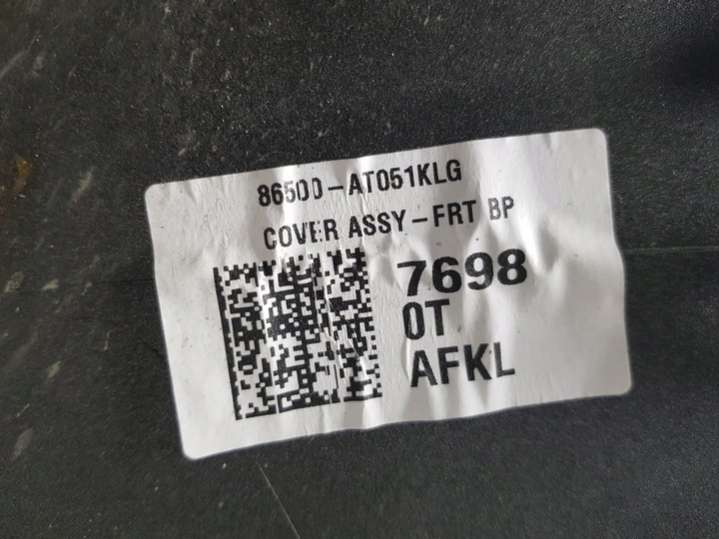 86500-AT051KLG
COVER ASSY-FRT BP
7698
0T
AFKL